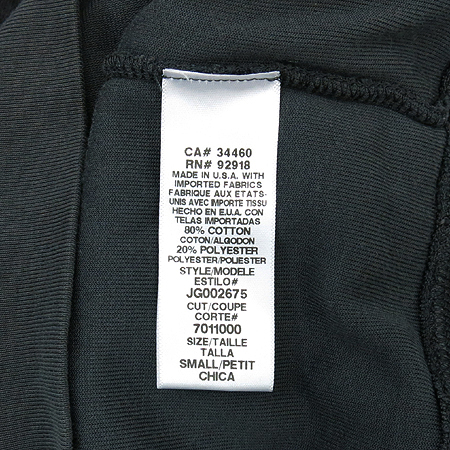 CA# 34460
RN# 92918
MADE IN U.S.A. WITH
IMPORTED FABRICS
FABRIQUE AUX ETATS-
UNIS AVEC IMPORTE TISSU
HECHO EN E.U.A. CON
TELAS IMPORTADAS
80% COTTON
COTON/ALGODON
20% POLYESTER
POLYESTER/POLIESTER
STYLE/MODELE
ESTILO#
JG002675
CUT/COUPE
CORTE#
7011000
SIZE/TAILLE
TALLA
SMALL/PETIT
CHICA